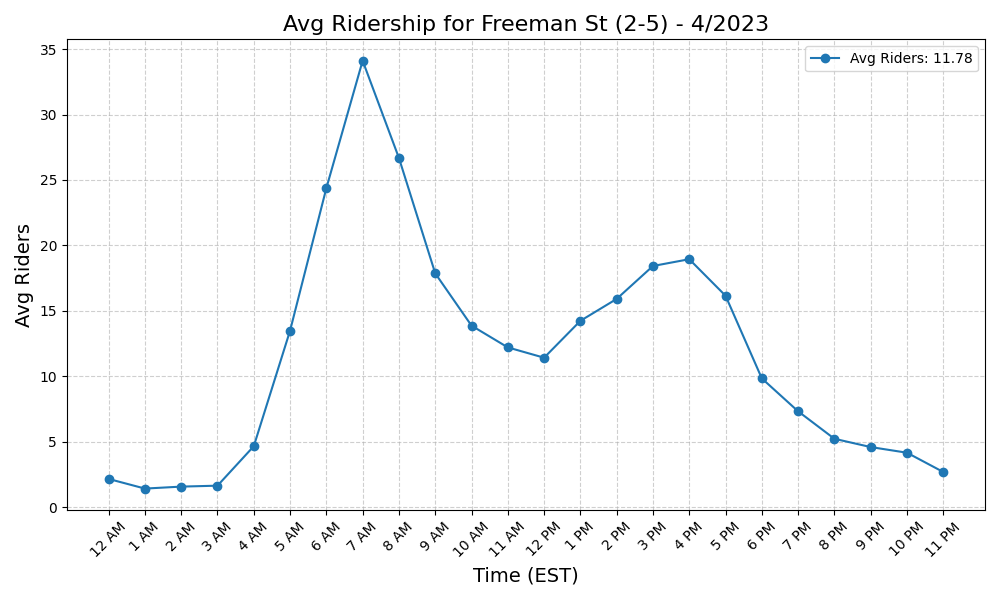 Avg Ridership for Freeman St (2-5) - 4/2023
Avg Riders: 11.78
Avg Riders
35
30
25
20
15
10
5
0
12 AM
1 AM
2 AM
3 AM
4 AM
5 AM
6 AM
7 AM
8 AM
9 AM
10 AM
11 AM
12 PM
1 PM
2 PM
3 PM
4 PM
5 PM
6 PM
7 PM
8 PM
9 PM
10 PM
11 PM
Time (EST)